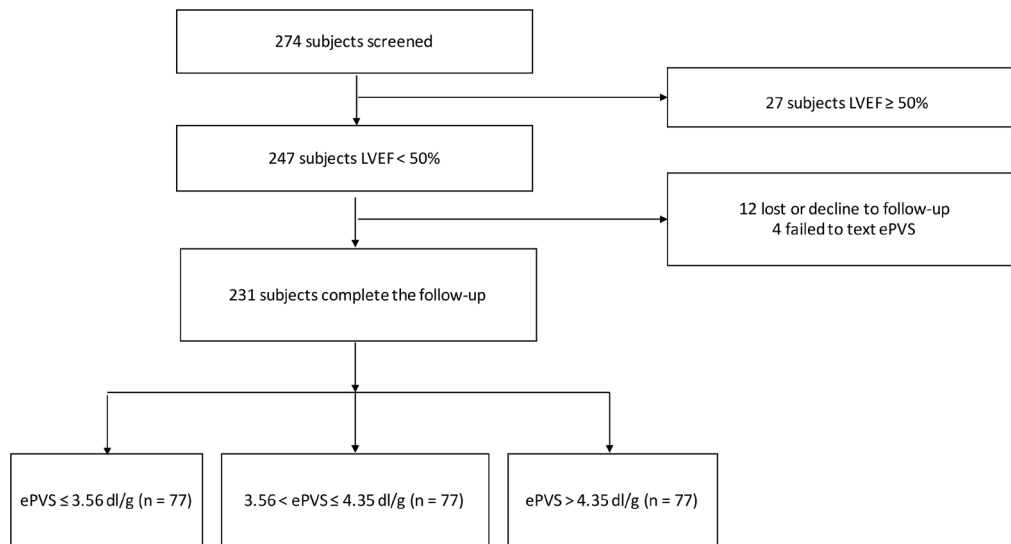 274 subjects screened
27 subjects LVEF ≥ 50%
247 subjects LVEF < 50%
12 lost or decline to follow-up
4 failed to text ePVS
231 subjects complete the follow-up
ePVS ≤ 3.56 dl/g (n = 77)
3.56 < ePVS ≤ 4.35 dl/g (n = 77)
ePVS > 4.35 dl/g (n = 77)